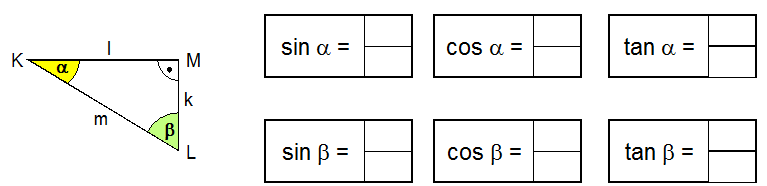 l
K
α
M
k
m
β
L
sin α =
cos α =
tan α =
sin β =
cos β =
tan β =